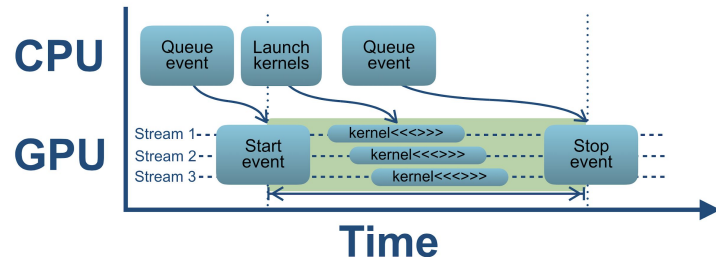 CPU
Queue
event
Launch
kernels
Queue
event
GPU
Stream 1
Stream 2
Stream 3
Start
event
kernel<<<>>>
kernel<<<>>>
kernel<<<>>>
Stop
event
Time